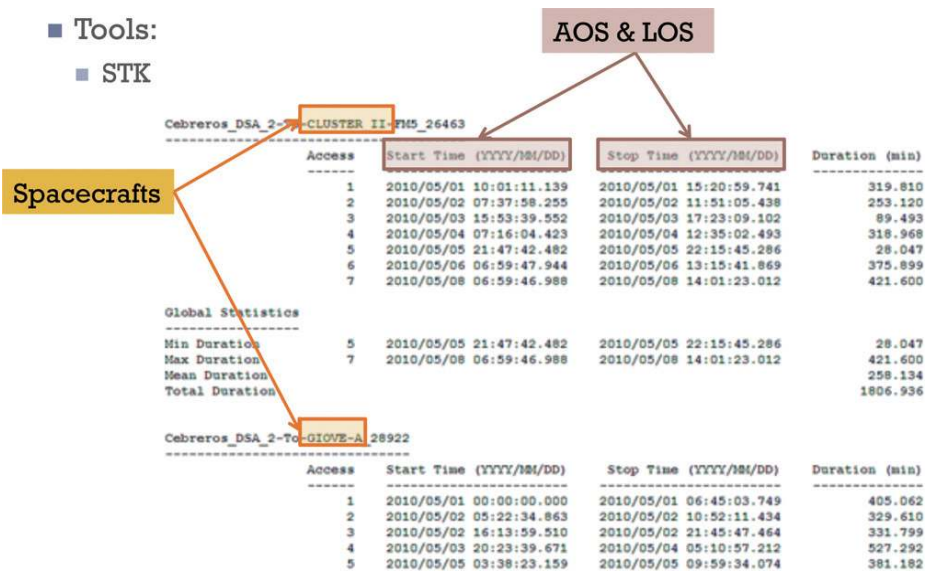 Tools:
STK
AOS & LOS
Spacecrafts
Cebreros_DSA_2-To-CLUSTER II-FM5_26463
Access Start Time (YYYY/MM/DD) Stop Time (YYYY/MM/DD) Duration (min)
1 2010/05/01 10:01:11.139 2010/05/01 15:20:59.741 319.810
2 2010/05/02 07:37:58.255 2010/05/02 11:51:05.438 253.120
3 2010/05/03 15:53:39.552 2010/05/03 17:23:09.102 89.493
4 2010/05/04 07:16:04.423 2010/05/04 12:35:02.493 318.968
5 2010/05/05 21:47:42.482 2010/05/05 22:15:45.286 28.047
6 2010/05/06 06:59:47.944 2010/05/06 13:15:41.869 375.899
7 2010/05/08 06:59:46.988 2010/05/08 14:01:23.012 421.600
Global Statistics
Min Duration 5 2010/05/05 21:47:42.482 2010/05/05 22:15:45.286 28.047
Max Duration 7 2010/05/08 06:59:46.988 2010/05/08 14:01:23.012 421.600
Mean Duration 258.134
Total Duration 1806.936
Cebreros_DSA_2-To-GIOVE-A_28922
Access Start Time (YYYY/MM/DD) Stop Time (YYYY/MM/DD) Duration (min)
1 2010/05/01 00:00:00.000 2010/05/01 06:45:03.749 405.062
2 2010/05/02 05:22:34.863 2010/05/02 10:52:11.434 329.610
3 2010/05/02 16:13:59.510 2010/05/02 21:45:47.464 331.799
4 2010/05/03 20:23:39.671 2010/05/04 05:10:57.212 527.292
5 2010/05/05 03:38:23.159 2010/05/05 09:59:34.074 381.182